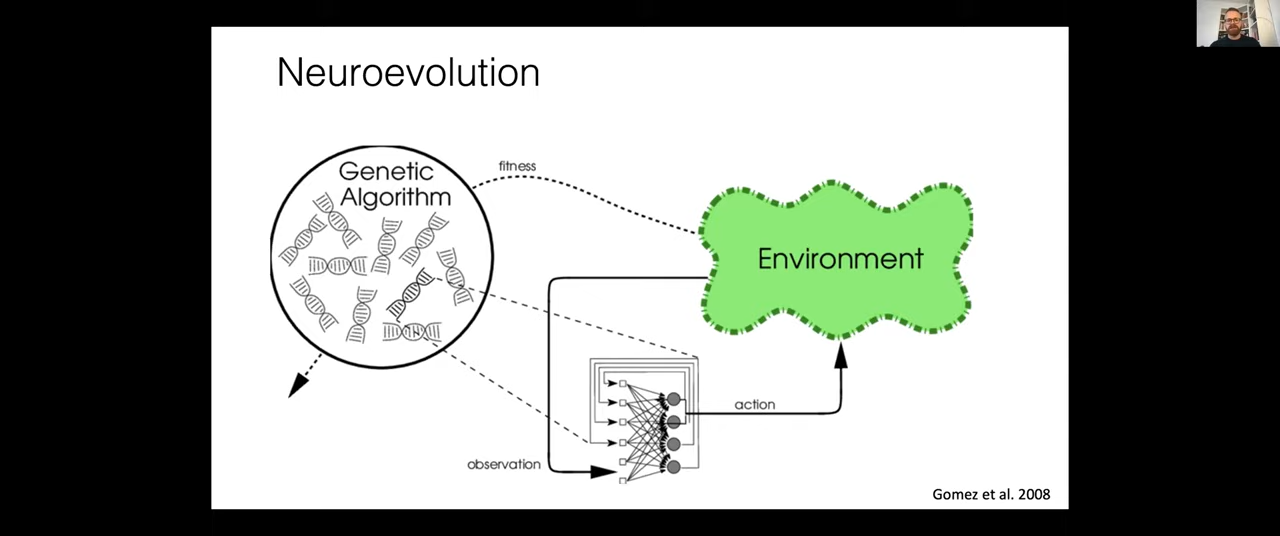 Neuroevolution
Genetic
Algorithm
fitness
Environment
action
observation
Gomez et al. 2008